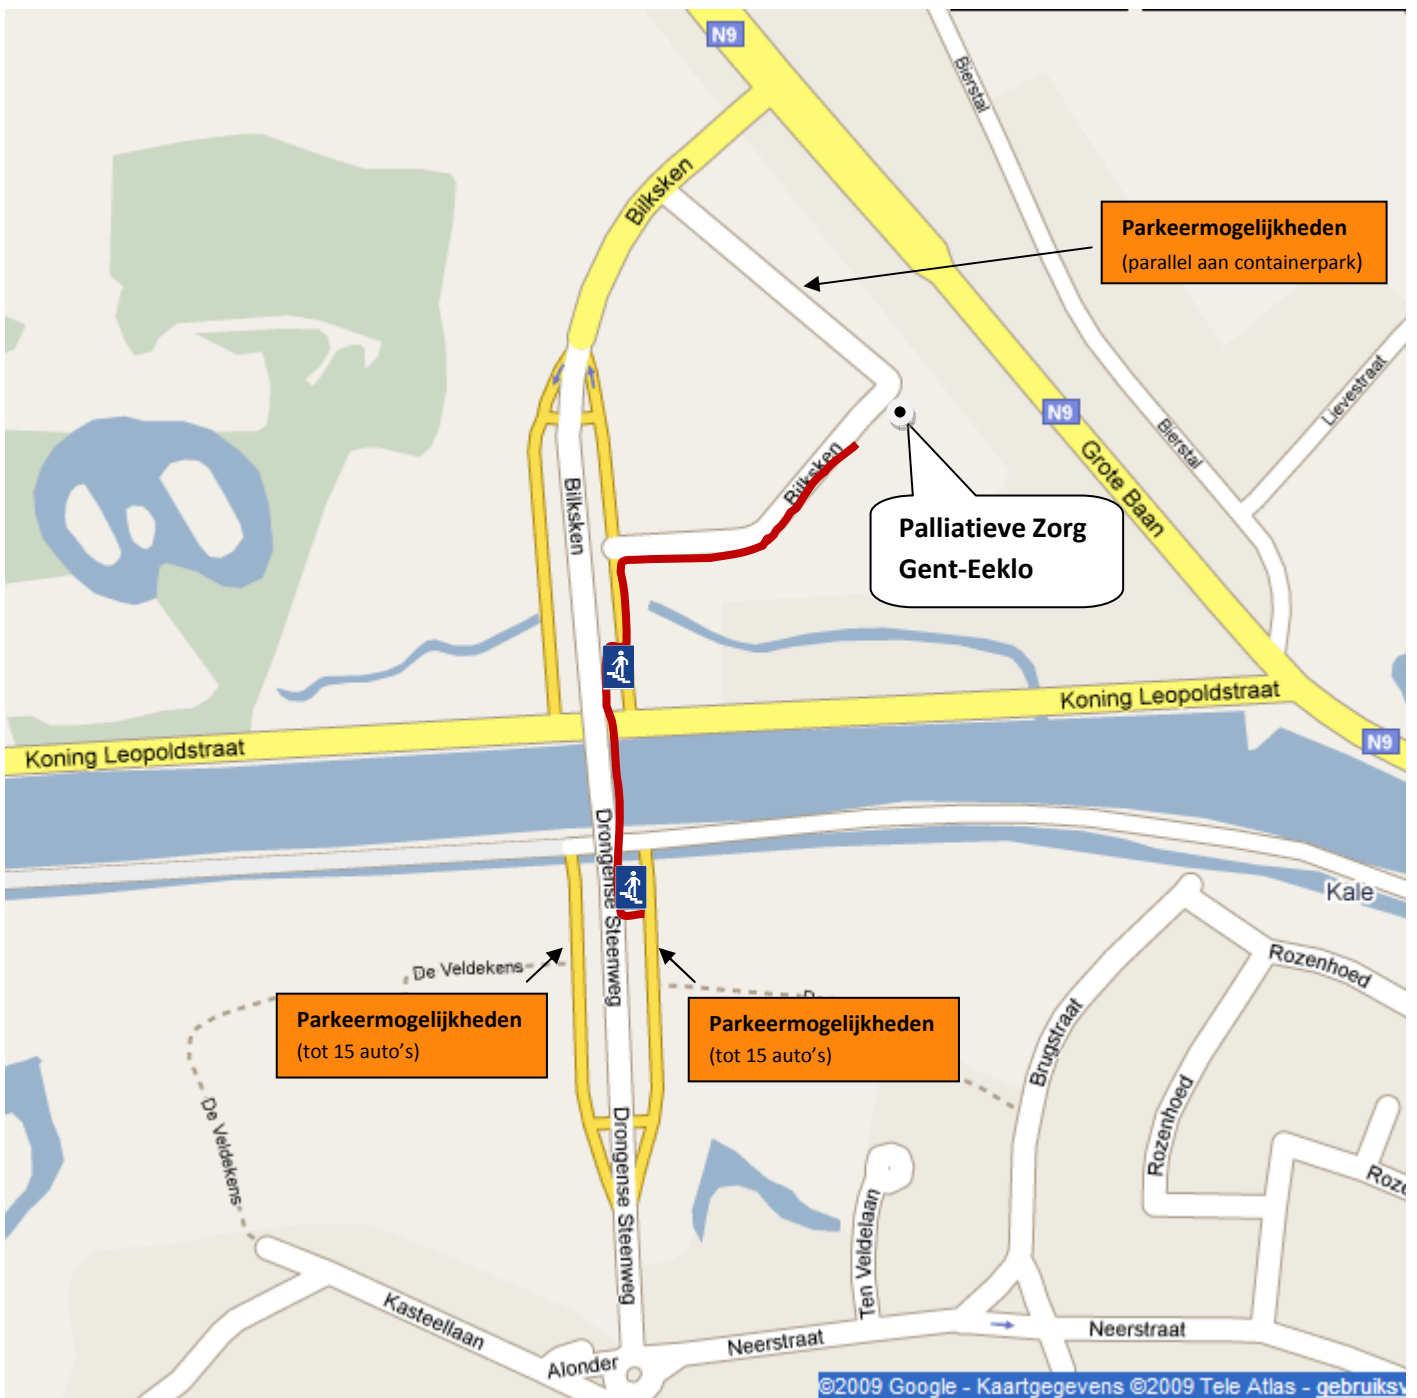 N9
Bierstal
Bilksken
Parkeermogelijkheden
(parallel aan containerpark)
Lievestraat
N9
Bierstal
Grote Baan
Bilksken
Bilksken
Palliatieve Zorg
Gent-Eeklo
Koning Leopoldstraat
Koning Leopoldstraat
N9
Drongense Steenweg
Kale
De Veldekens
Rozenhoed
Parkeermogelijkheden
(tot 15 auto's)
Parkeermogelijkheden
(tot 15 auto's)
Brugstraat
De Veldekens
Rozenhoed
Drongense Steenweg
Roze
Ten Veldelaan
Kasteellaan
Neerstraat
Neerstraat
Alonder
©2009 Google - Kaartgegevens ©2009 Tele Atlas - gebruiksv